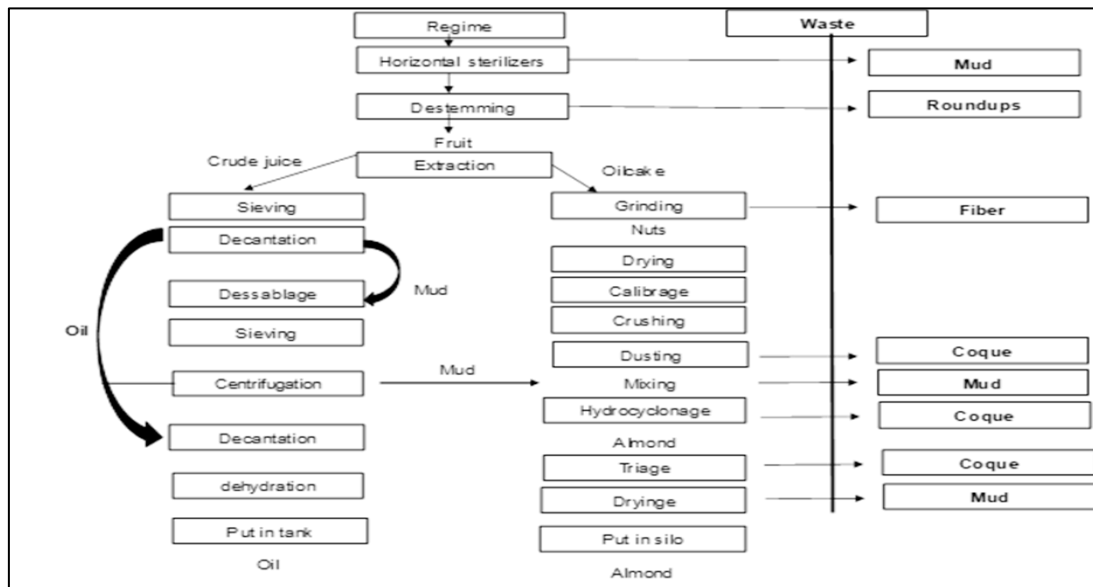 Regime
Waste
Horizontal sterilizers
Mud
Destemming
Roundups
Fruit
Crude juice
Extraction
Oilcake
Sieving
Grinding
Fiber
Nuts
Decantation
Drying
Dessablage
Mud
Calibrage
Oil
Sieving
Crushing
Dusting
Coque
Centrifugation
Mud
Mixing
Mud
Hydrocyclonage
Coque
Decantation
Almond
Triage
Coque
dehydration
Dryinge
Mud
Put in tank
Put in silo
Oil
Almond